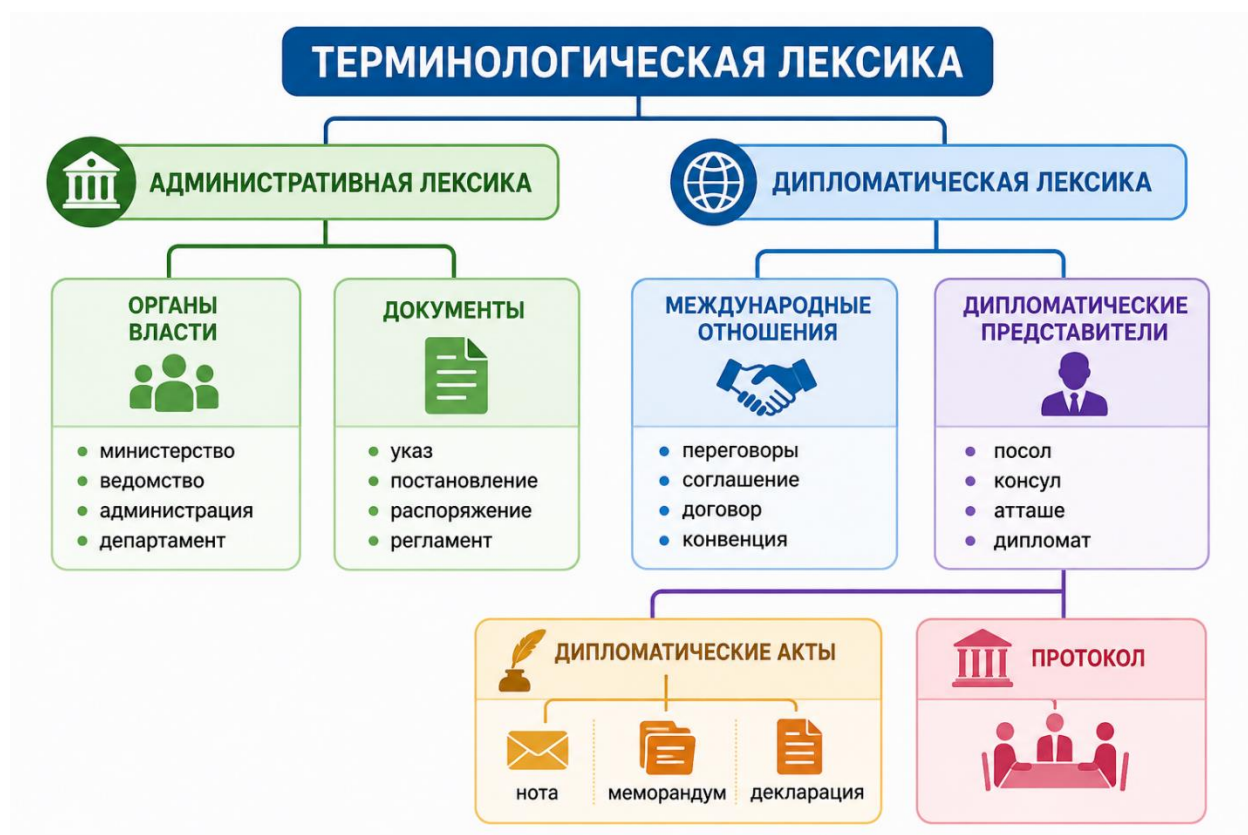 ТЕРМИНОЛОГИЧЕСКАЯ ЛЕКСИКА
АДМИНИСТРАТИВНАЯ ЛЕКСИКА
ДИПЛОМАТИЧЕСКАЯ ЛЕКСИКА
ОРГАНЫ
ВЛАСТИ
министерство
ведомство
администрация
департамент
ДОКУМЕНТЫ
указ
постановление
распоряжение
регламент
МЕЖДУНАРОДНЫЕ
ОТНОШЕНИЯ
переговоры
соглашение
договор
конвенция
ДИПЛОМАТИЧЕСКИЕ
ПРЕДСТАВИТЕЛИ
посол
консул
атташе
дипломат
ДИПЛОМАТИЧЕСКИЕ АКТЫ
нота
меморандум
декларация
ПРОТОКОЛ